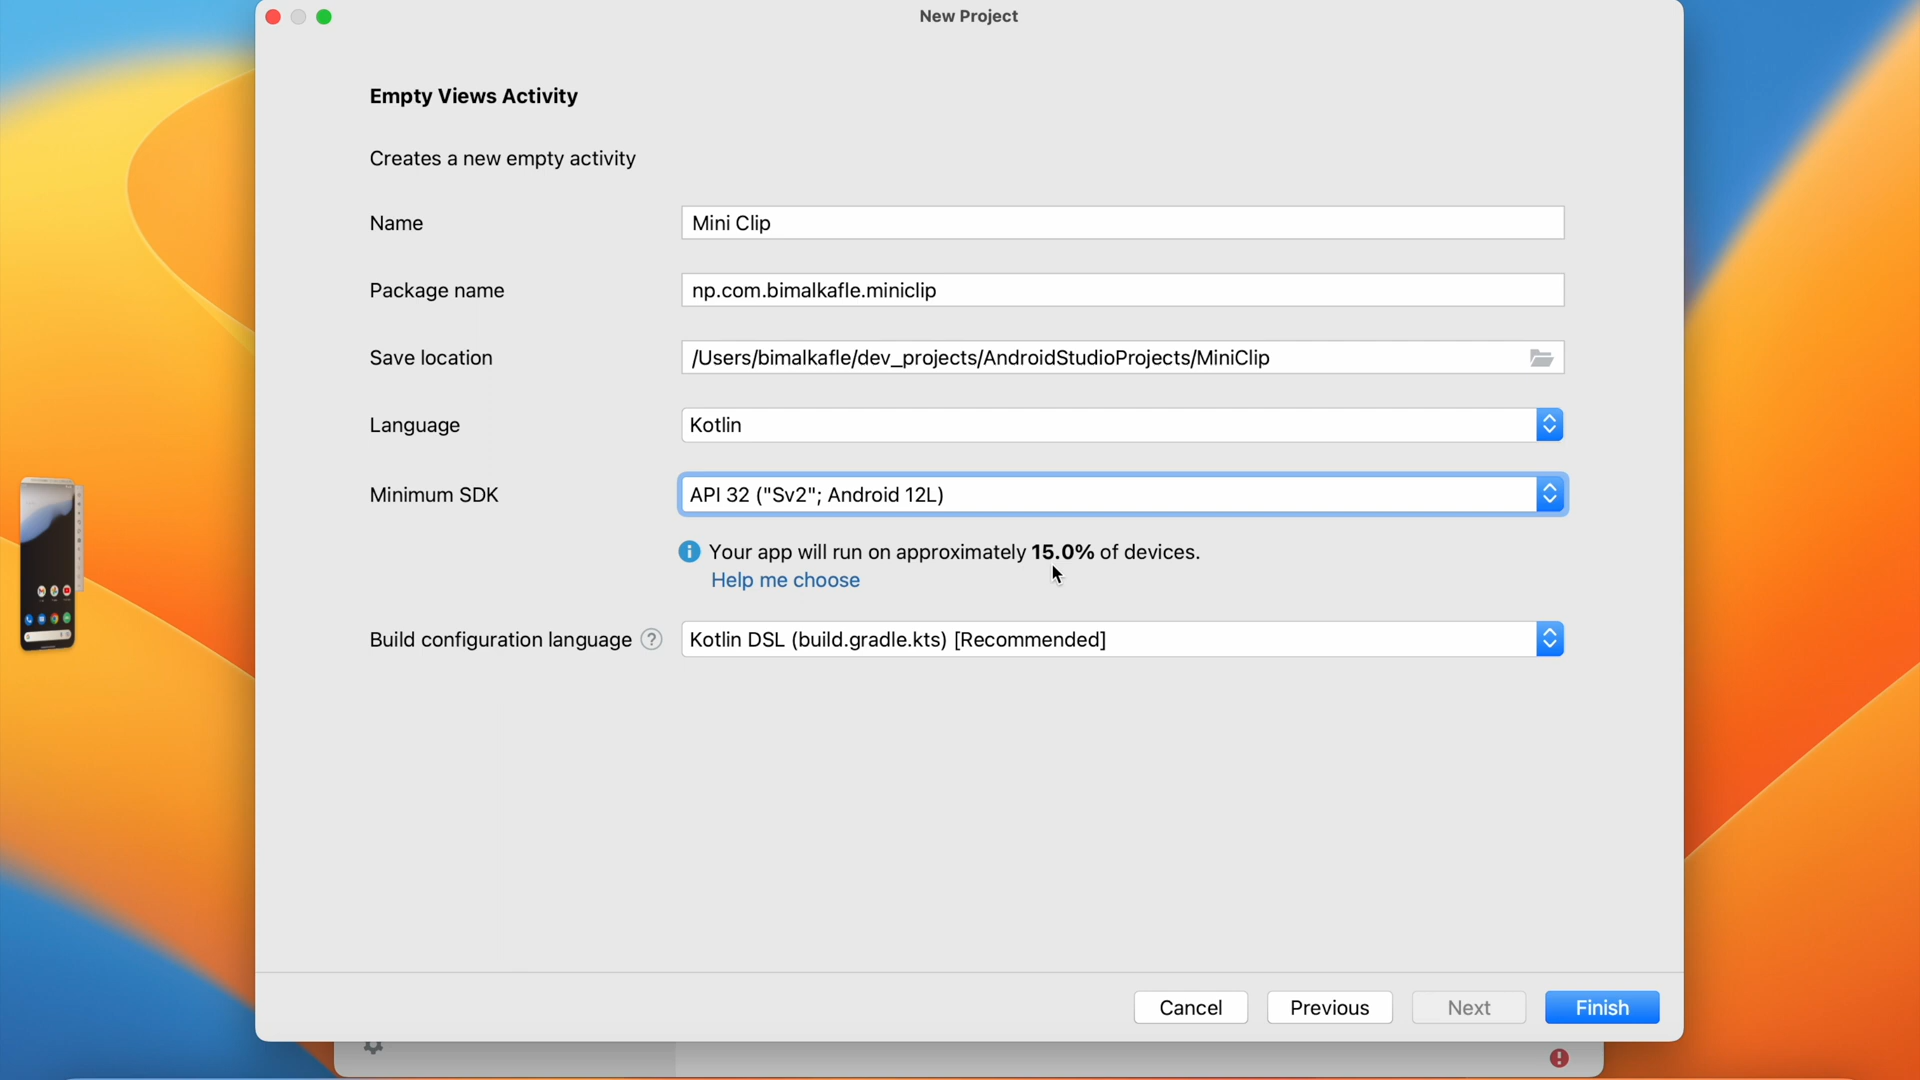 New Project
Empty Views Activity
Creates a new empty activity
Name
Mini Clip
Package name
np.com.bimalkafle.miniclip
Save location
/Users/bimalkafle/dev_projects/AndroidStudioProjects/MiniClip
Language
Kotlin
Minimum SDK
API 32 ("Sv2"; Android 12L)
Your app will run on approximately 15.0% of devices.
Help me choose
Build configuration language
Kotlin DSL (build.gradle.kts) [Recommended]
Cancel
Previous
Next
Finish